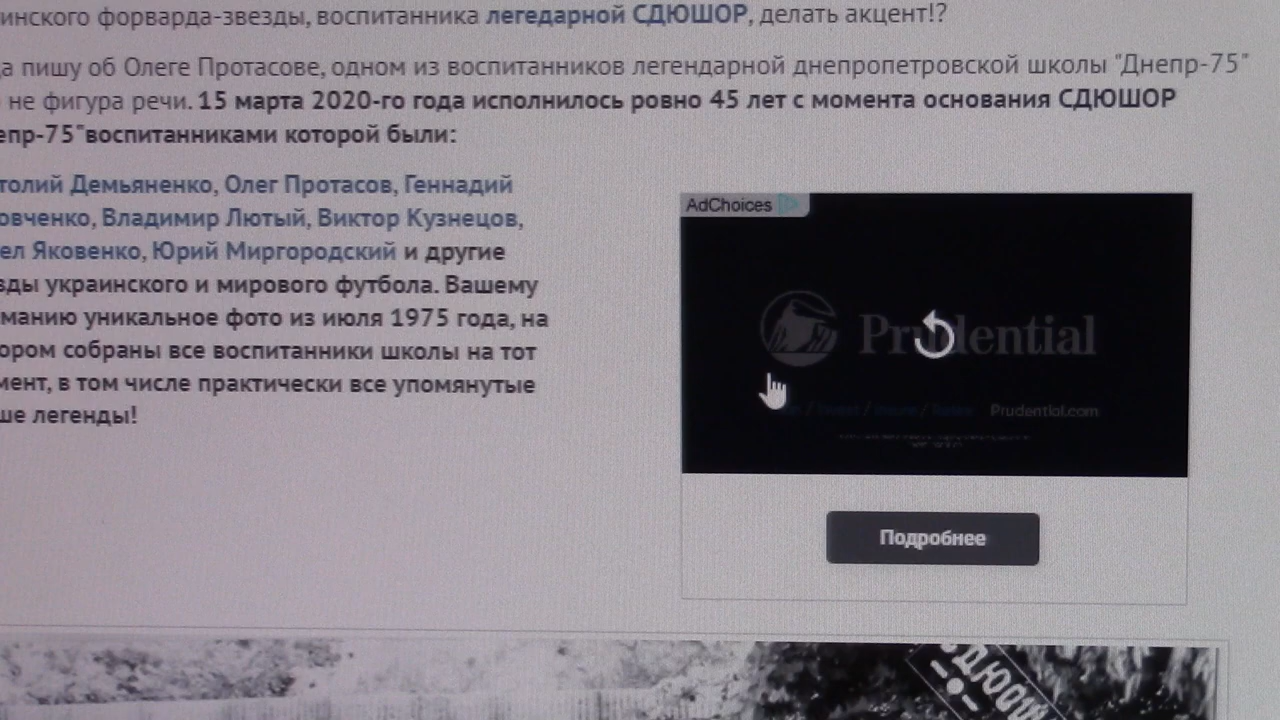 инского форварда-звезды, воспитанника легедарной СДЮШОР, делать акцент!?
а пишу об Олеге Протасове, одном из воспитанников легендарной днепропетровской школы "Днепр-75"
не фигура речи. 15 марта 2020-го года исполнилось ровно 45 лет с момента основания СДЮШОР
епр-75"воспитанниками которой были:
толий Демьяненко, Олег Протасов, Геннадий
овченко, Владимир Лютый, Виктор Кузнецов,
ел Яковенко, Юрий Миргородский и другие
зды украинского и мирового футбола. Вашему
манию уникальное фото из июля 1975 года, на
ором собраны все воспитанники школы на тот
мент, в том числе практически все упомянутые
ше легенды!
AdChoices
Prudential
/ Invest / Insure / Retire Prudential.com
Подробнее